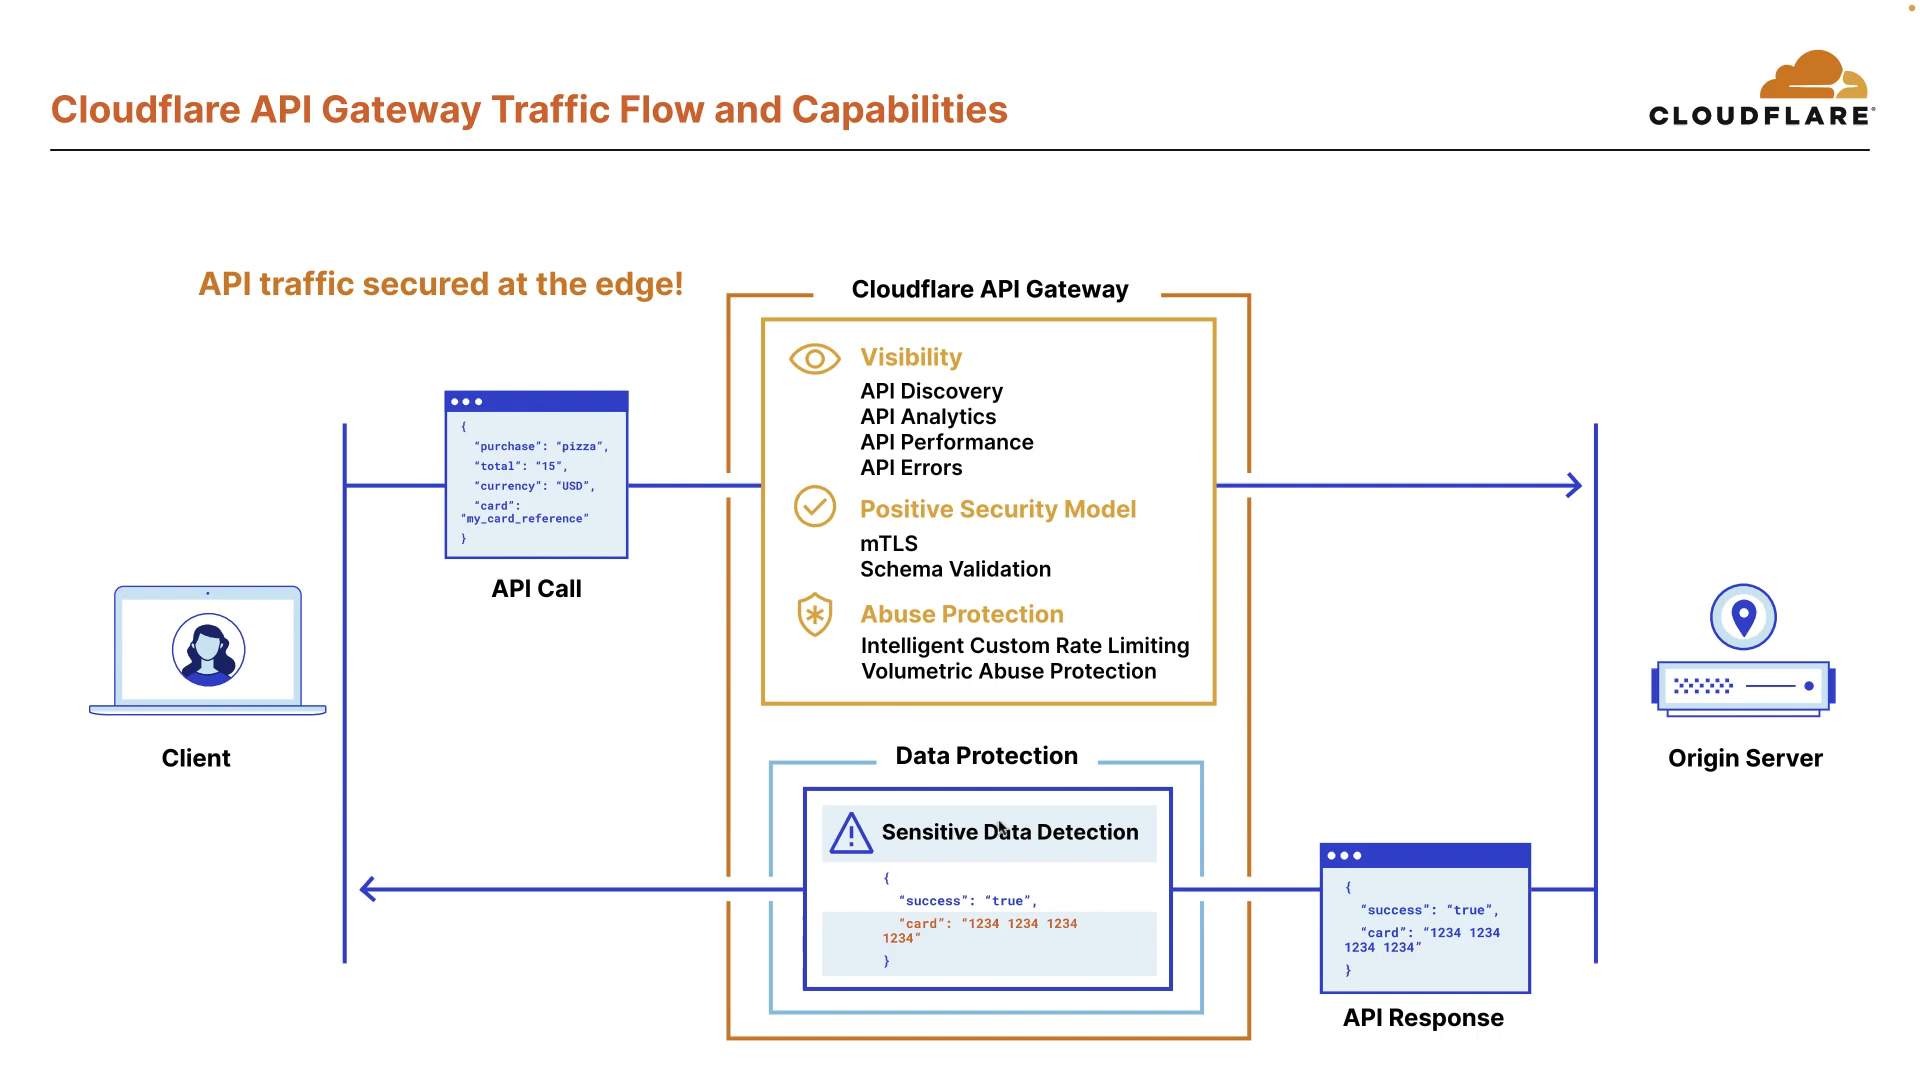 Cloudflare API Gateway Traffic Flow and Capabilities
CLOUDFLARE®
API traffic secured at the edge!
Cloudflare API Gateway
Visibility
API Discovery
API Analytics
API Performance
API Errors
Positive Security Model
mTLS
Schema Validation
Abuse Protection
Intelligent Custom Rate Limiting
Volumetric Abuse Protection
{
“purchase”: “pizza”,
“total”: “15”,
“currency”: “USD”,
“card”:
“my_card_reference”
}
API Call
Client
Origin Server
Data Protection
Sensitive Data Detection
{
“success”: “true”,
“card”: “1234 1234 1234
1234”
}
{
“success”: “true”,
“card”: “1234 1234
1234 1234”
}
API Response